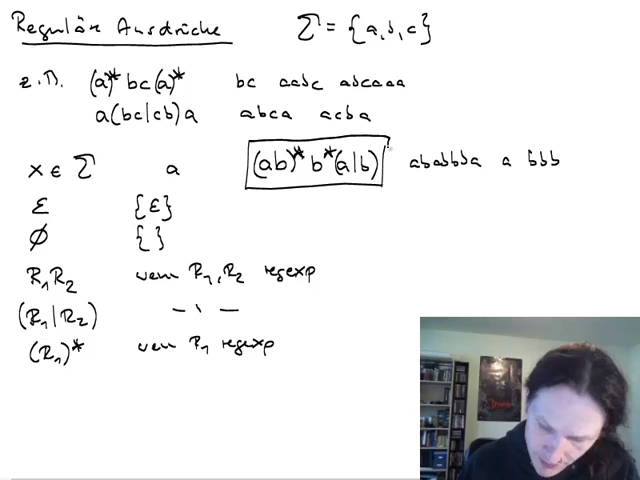 Regulär Ausdrücke Σ = {a, b, c}
z.B. (a)* bc (a)* bc aabc abcaaa
a(bc|cb)a abca acba
(ab)* b* (a|b) ababbba a bbb
x ∈ Σ a
ε {ε}
∅ {}
R₁R₂ wenn R₁, R₂ regexp
(R₁|R₂) — " —
(R₁)* wenn R₁ regexp